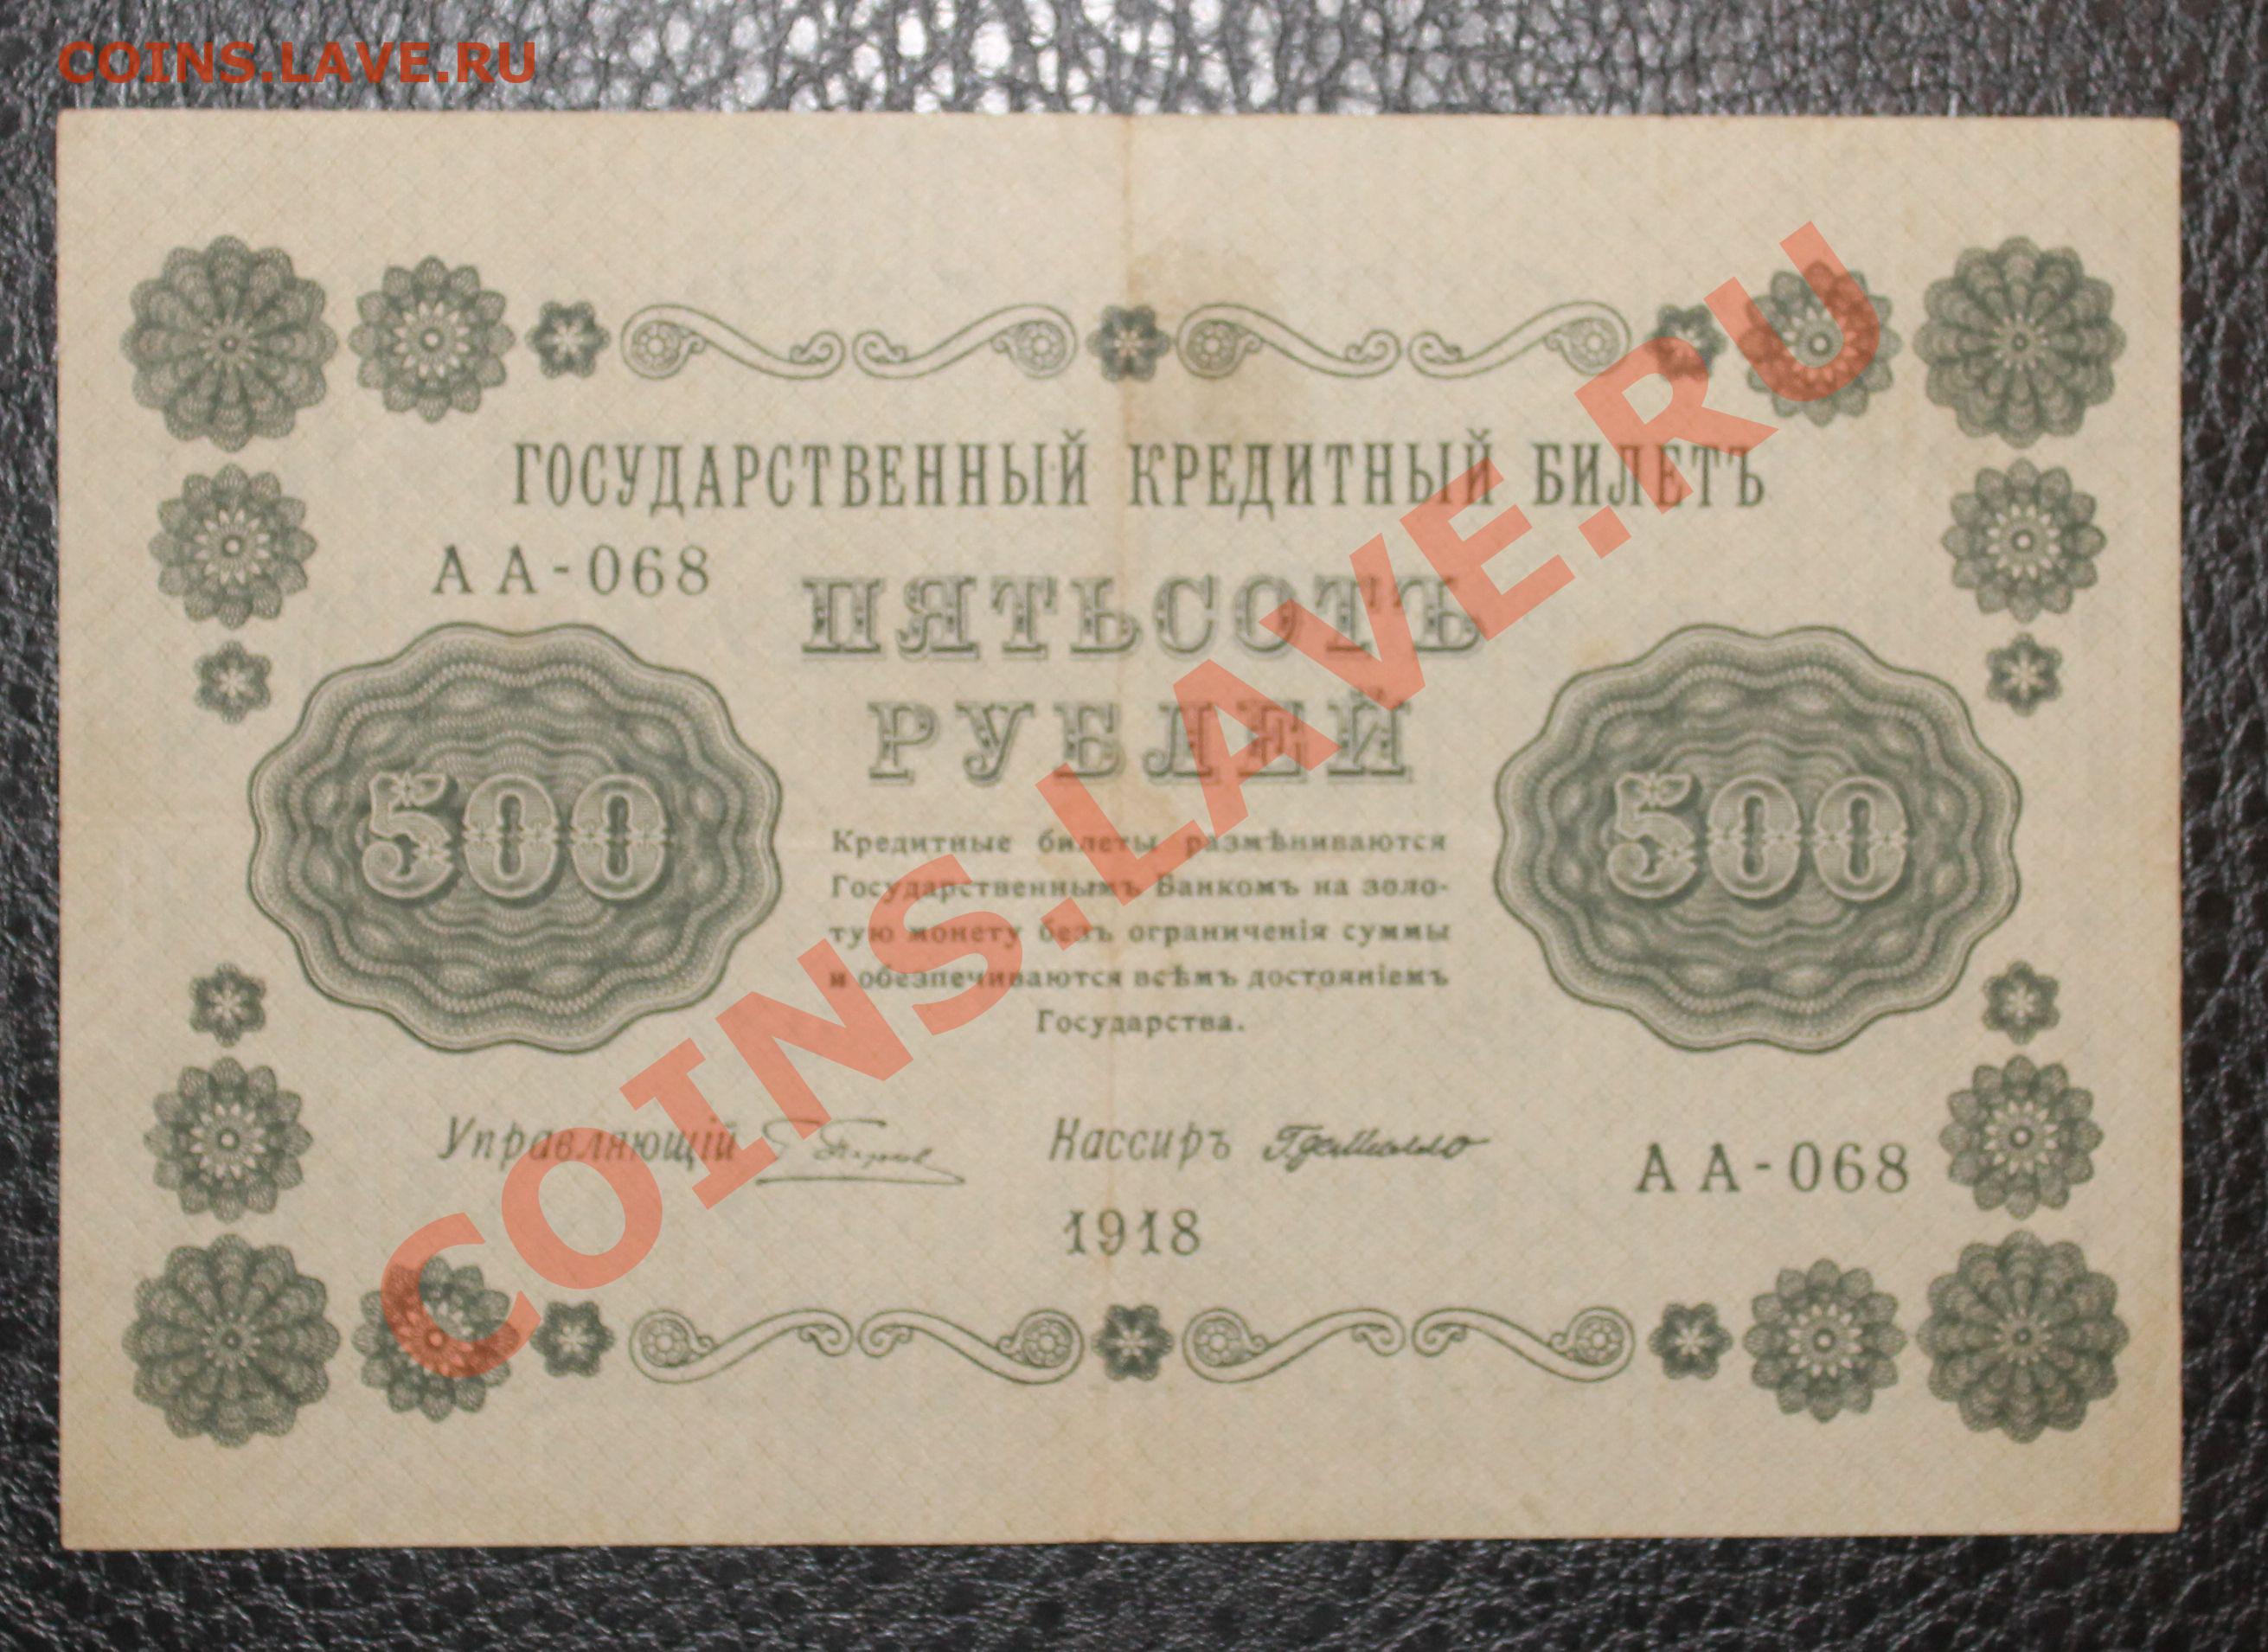 COINS.LAVE.RU
ГОСУДАРСТВЕННЫЙ КРЕДИТНЫЙ БИЛЕТЪ
АА-068
ПЯТЬСОТЪ
РУБЛЕЙ
500
500
Кредитные билеты размѣниваются
Государственнымъ Банкомъ на золо-
тую монету безъ ограниченія суммы
и обезпечиваются всѣмъ достояніемъ
Государства.
Управляющій
Кассиръ
АА-068
1918
COINS.LAVE.RU